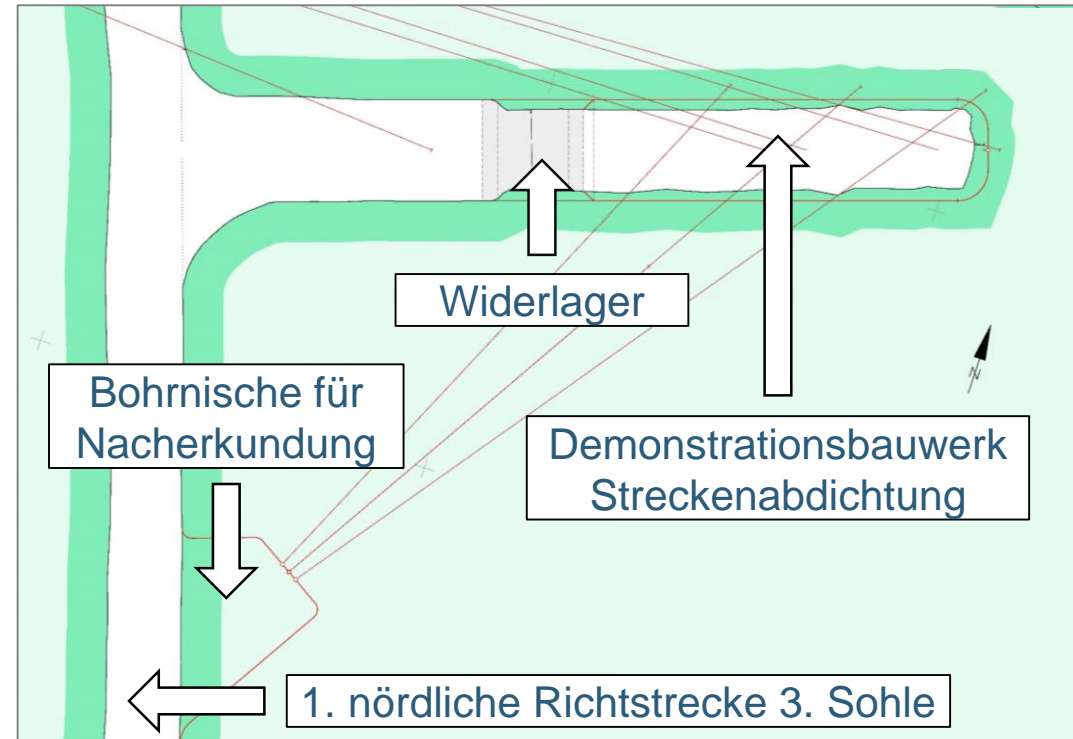 Widerlager
Bohrnische für
Nacherkundung
Demonstrationsbauwerk
Streckenabdichtung
N
1. nördliche Richtstrecke 3. Sohle